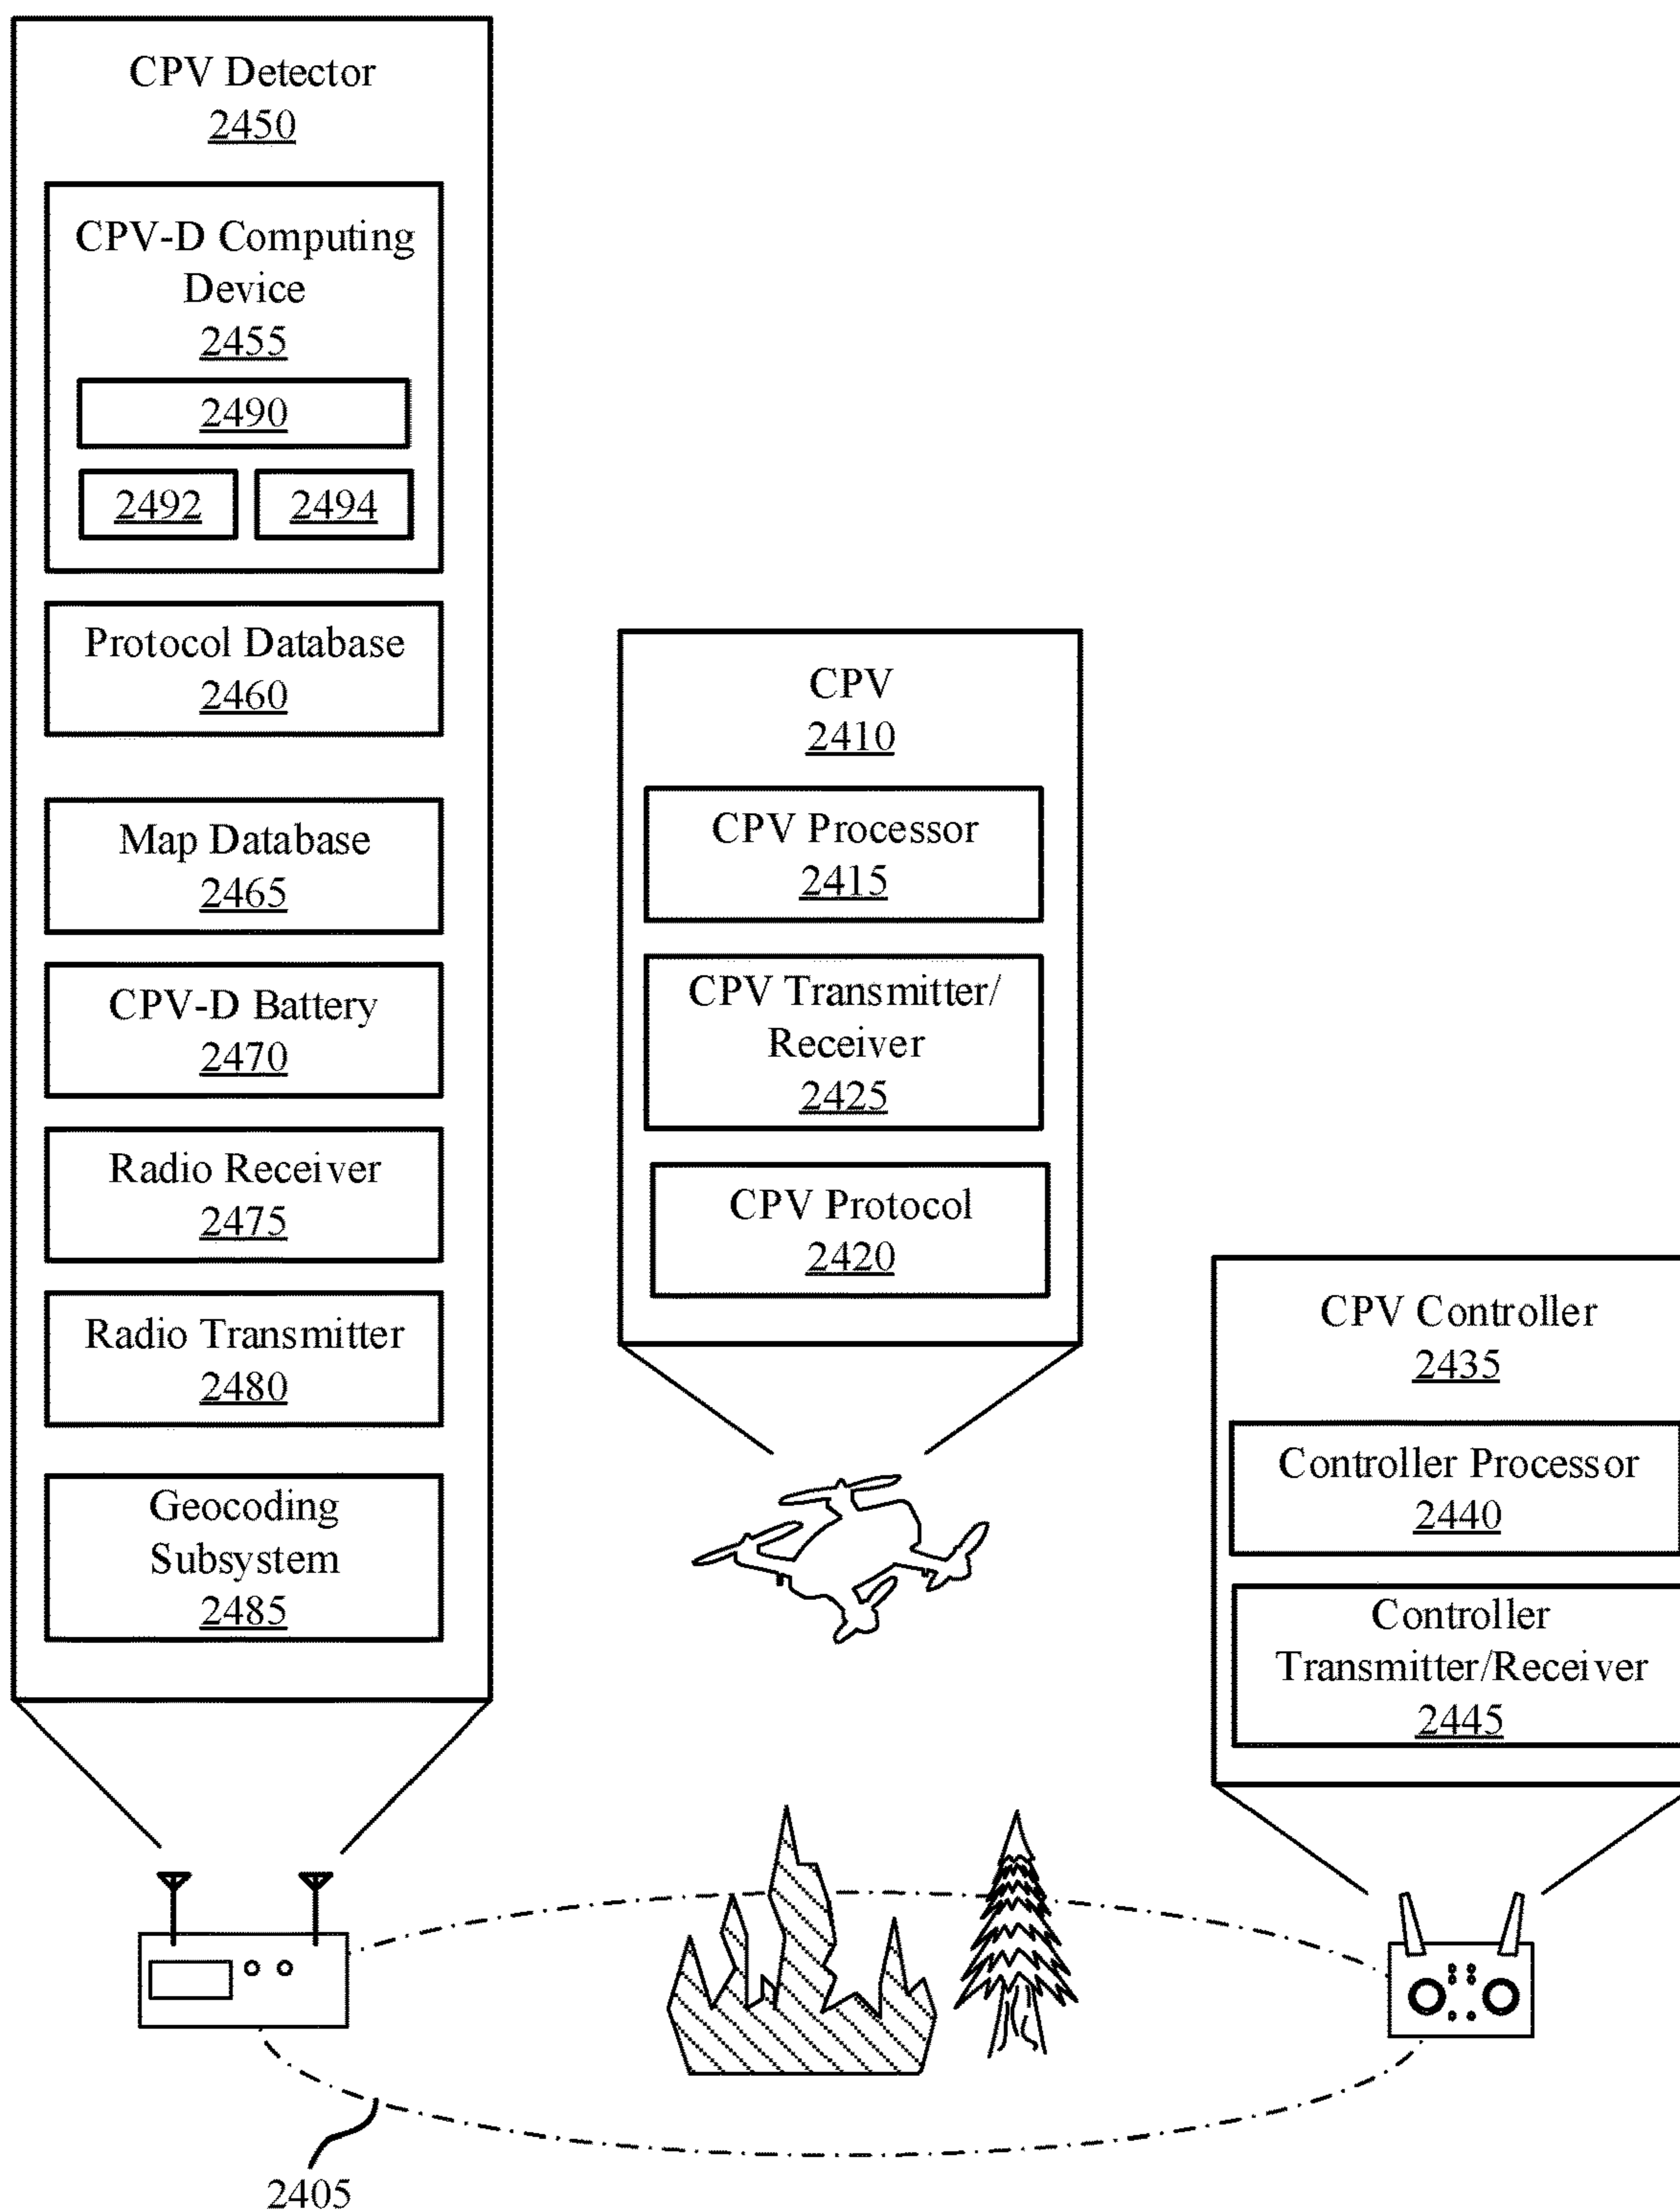 CPV Detector
2450
CPV-D Computing
Device
2455
2490
2492
2494
Protocol Database
2460
Map Database
2465
CPV-D Battery
2470
Radio Receiver
2475
Radio Transmitter
2480
Geocoding
Subsystem
2485
CPV
2410
CPV Processor
2415
CPV Transmitter/
Receiver
2425
CPV Protocol
2420
CPV Controller
2435
Controller Processor
2440
Controller
Transmitter/Receiver
2445
2405